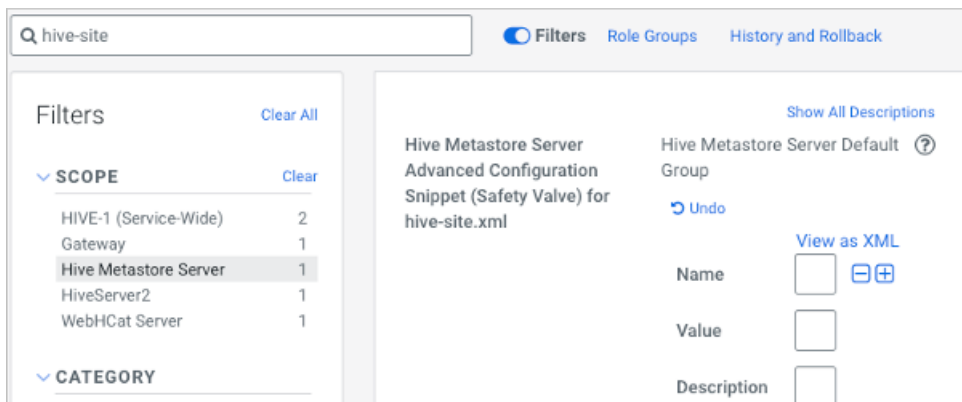 hive-site
Filters
Role Groups
History and Rollback
Filters
Clear All
SCOPE
Clear
HIVE-1 (Service-Wide) 2
Gateway 1
Hive Metastore Server 1
HiveServer2 1
WebHCat Server 1
CATEGORY
Show All Descriptions
Hive Metastore Server
Advanced Configuration
Snippet (Safety Valve) for
hive-site.xml
Hive Metastore Server Default ?
Group
Undo
View as XML
Name
Value
Description